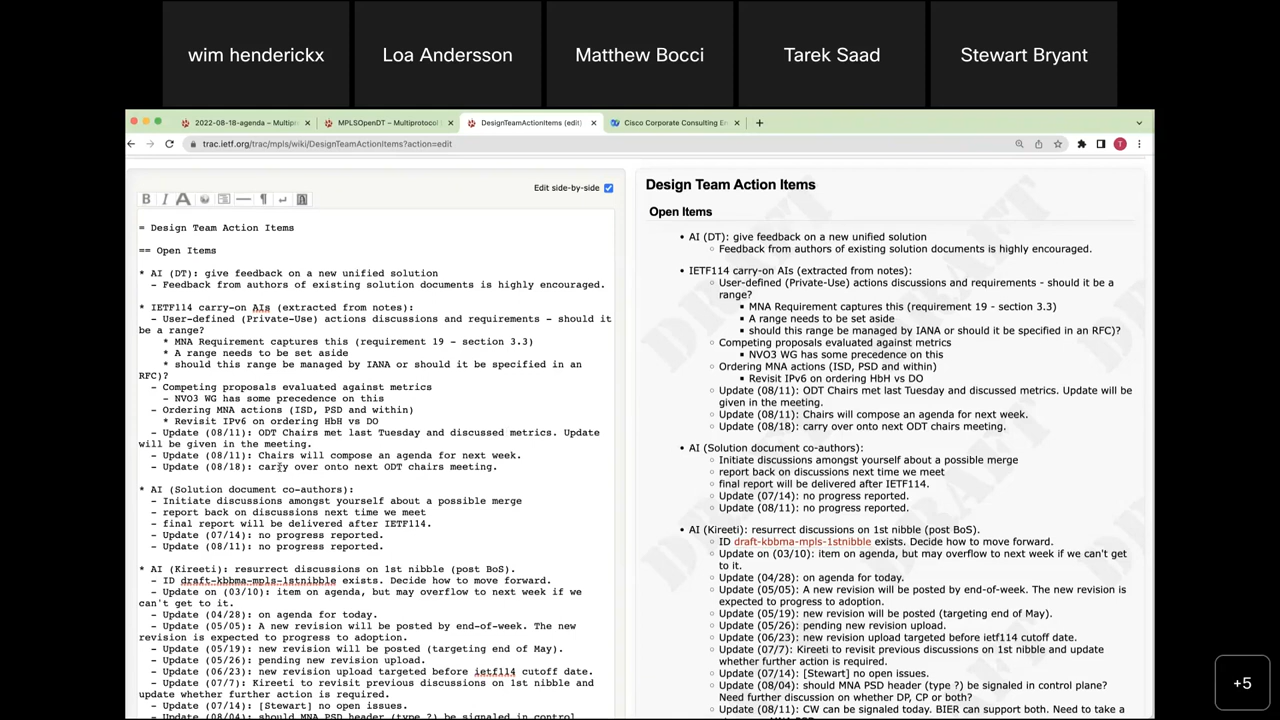 wim henderickx
Loa Andersson
Matthew Bocci
Tarek Saad
Stewart Bryant
2022-08-18-agenda – Multipr
MPLSOpenDT – Multiprotocol
DesignTeamActionItems (edit)
Cisco Corporate Consulting E
trac.ietf.org/trac/mpls/wiki/DesignTeamActionItems?action=edit
T
Edit side-by-side
B I A
= Design Team Action Items
== Open Items
* AI (DT): give feedback on a new unified solution
- Feedback from authors of existing solution documents is highly encouraged.
* IETF114 carry-on AIs (extracted from notes):
- User-defined (Private-Use) actions discussions and requirements - should it
be a range?
* MNA Requirement captures this (requirement 19 - section 3.3)
* A range needs to be set aside
* should this range be managed by IANA or should it be specified in an
RFC)?
- Competing proposals evaluated against metrics
- NVO3 WG has some precedence on this
- Ordering MNA actions (ISD, PSD and within)
* Revisit IPv6 on ordering HbH vs DO
- Update (08/11): ODT Chairs met last Tuesday and discussed metrics. Update
will be given in the meeting.
- Update (08/11): Chairs will compose an agenda for next week.
- Update (08/18): carry over onto next ODT chairs meeting.
* AI (Solution document co-authors):
- Initiate discussions amongst yourself about a possible merge
- report back on discussions next time we meet
- final report will be delivered after IETF114.
- Update (07/14): no progress reported.
- Update (08/11): no progress reported.
* AI (Kireeti): resurrect discussions on 1st nibble (post BoS).
- ID draft-kbbma-mpls-1stnibble exists. Decide how to move forward.
- Update on (03/10): item on agenda, but may overflow to next week if we
can't get to it.
- Update (04/28): on agenda for today.
- Update (05/05): A new revision will be posted by end-of-week. The new
revision is expected to progress to adoption.
- Update (05/19): new revision will be posted (targeting end of May).
- Update (05/26): pending new revision upload.
- Update (06/23): new revision upload targeted before ietf114 cutoff date.
- Update (07/7): Kireeti to revisit previous discussions on 1st nibble and
update whether further action is required.
- Update (07/14): [Stewart] no open issues.
- Update (08/04): should MNA PSD header (type ?) be signaled in control
Design Team Action Items
Open Items
• AI (DT): give feedback on a new unified solution
Feedback from authors of existing solution documents is highly encouraged.
• IETF114 carry-on AIs (extracted from notes):
User-defined (Private-Use) actions discussions and requirements - should it be a
range?
MNA Requirement captures this (requirement 19 - section 3.3)
A range needs to be set aside
should this range be managed by IANA or should it be specified in an RFC)?
Competing proposals evaluated against metrics
NVO3 WG has some precedence on this
Ordering MNA actions (ISD, PSD and within)
Revisit IPv6 on ordering HbH vs DO
Update (08/11): ODT Chairs met last Tuesday and discussed metrics. Update will be
given in the meeting.
Update (08/11): Chairs will compose an agenda for next week.
Update (08/18): carry over onto next ODT chairs meeting.
• AI (Solution document co-authors):
Initiate discussions amongst yourself about a possible merge
report back on discussions next time we meet
final report will be delivered after IETF114.
Update (07/14): no progress reported.
Update (08/11): no progress reported.
• AI (Kireeti): resurrect discussions on 1st nibble (post BoS).
ID draft-kbbma-mpls-1stnibble exists. Decide how to move forward.
Update on (03/10): item on agenda, but may overflow to next week if we can't get
to it.
Update (04/28): on agenda for today.
Update (05/05): A new revision will be posted by end-of-week. The new revision is
expected to progress to adoption.
Update (05/19): new revision will be posted (targeting end of May).
Update (05/26): pending new revision upload.
Update (06/23): new revision upload targeted before ietf114 cutoff date.
Update (07/7): Kireeti to revisit previous discussions on 1st nibble and update
whether further action is required.
Update (07/14): [Stewart] no open issues.
Update (08/04): should MNA PSD header (type ?) be signaled in control plane?
Need further discussion on whether DP, CP or both?
Update (08/11): CW can be signaled today. BIER can support both. Need to take a
DRAFT
DRAFT
DRAFT
+5